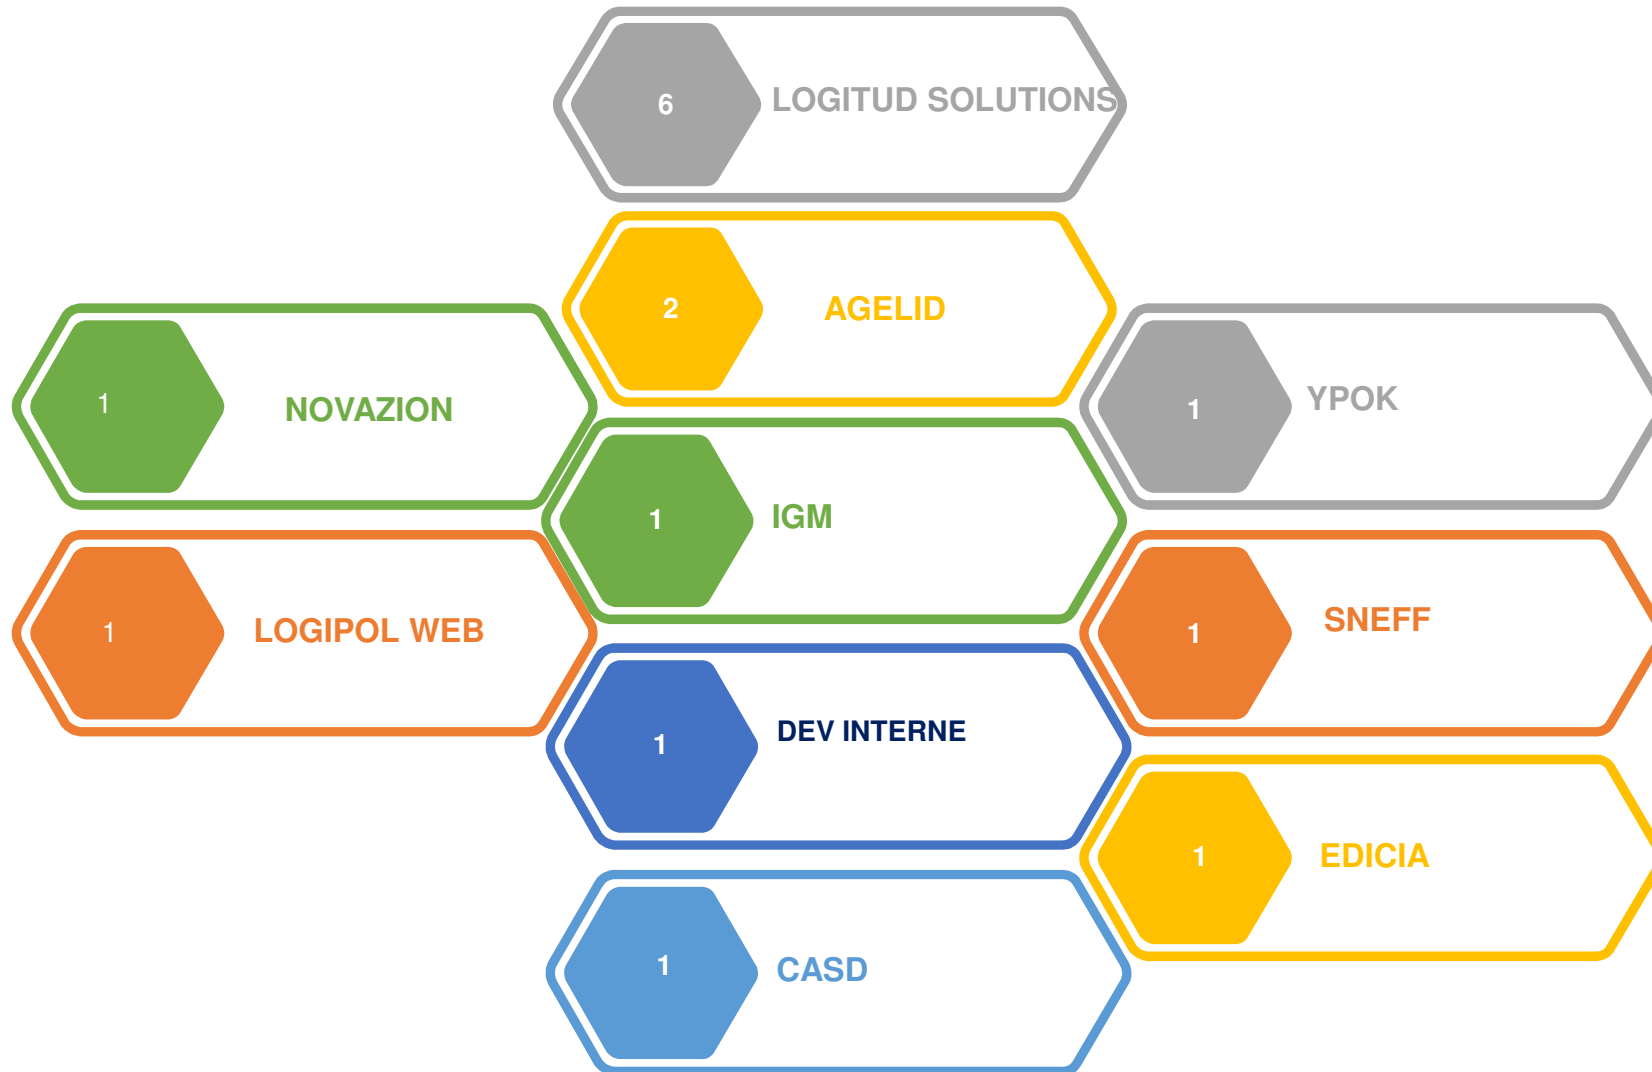 6
LOGITUD SOLUTIONS
2
AGELID
1
NOVAZION
1
YPOK
1
IGM
1
LOGIPOL WEB
1
SNEFF
1
DEV INTERNE
1
EDICIA
1
CASD